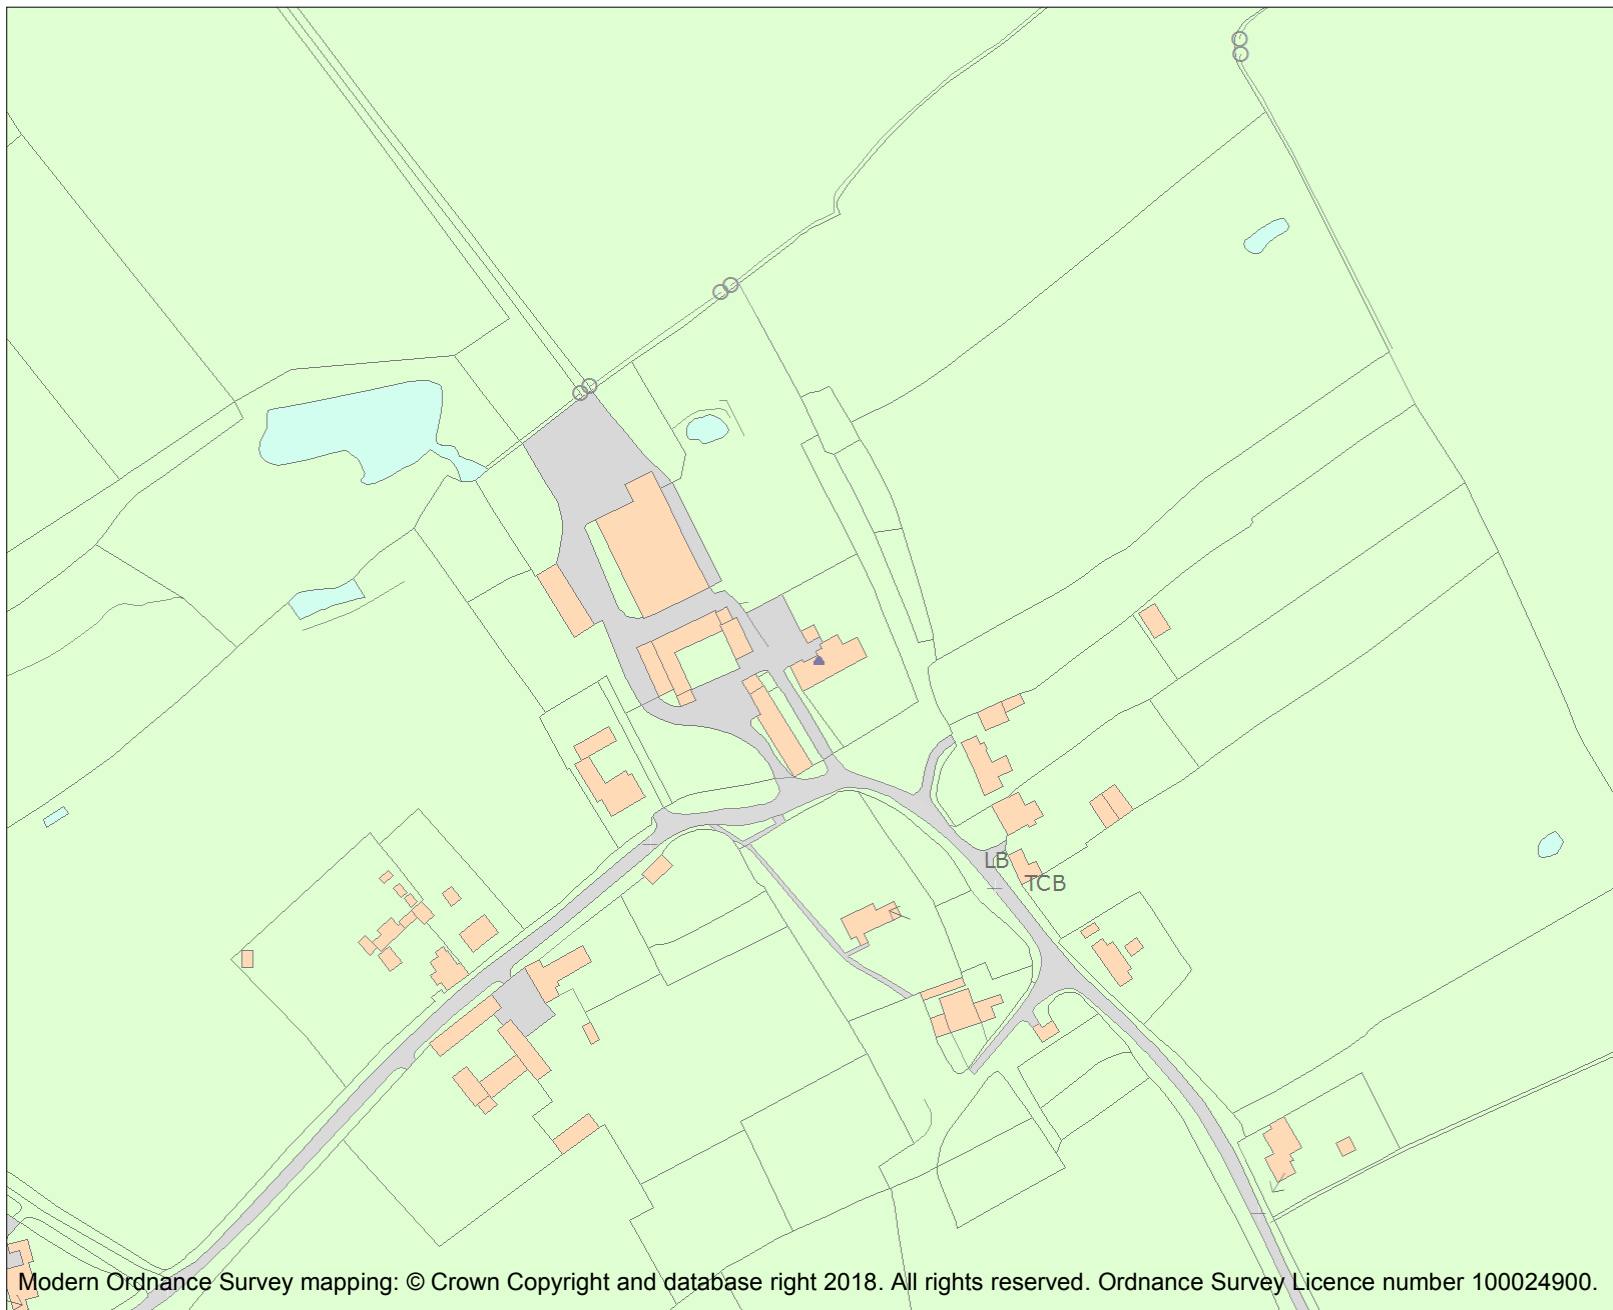 LB
TCB
Modern Ordnance Survey mapping: © Crown Copyright and database right 2018. All rights reserved. Ordnance Survey Licence number 100024900.